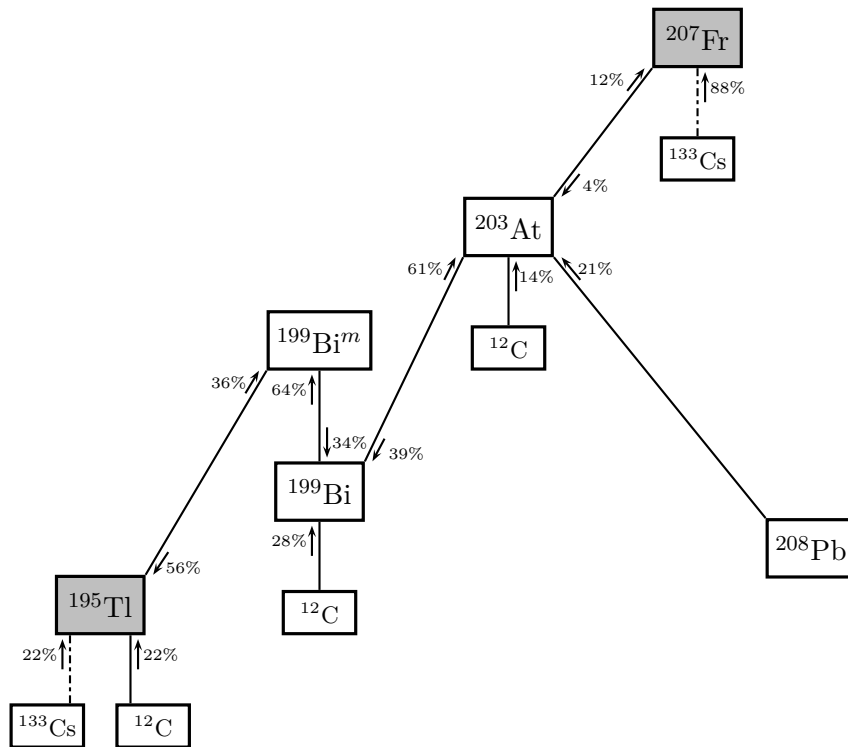 ²⁰⁷Fr
12%
88%
¹³³Cs
4%
²⁰³At
61%
14%
21%
¹²C
¹⁹⁹Biᵐ
36%
64%
34%
39%
¹⁹⁹Bi
28%
²⁰⁸Pb
56%
¹⁹⁵Tl
¹²C
22%
22%
¹³³Cs
¹²C